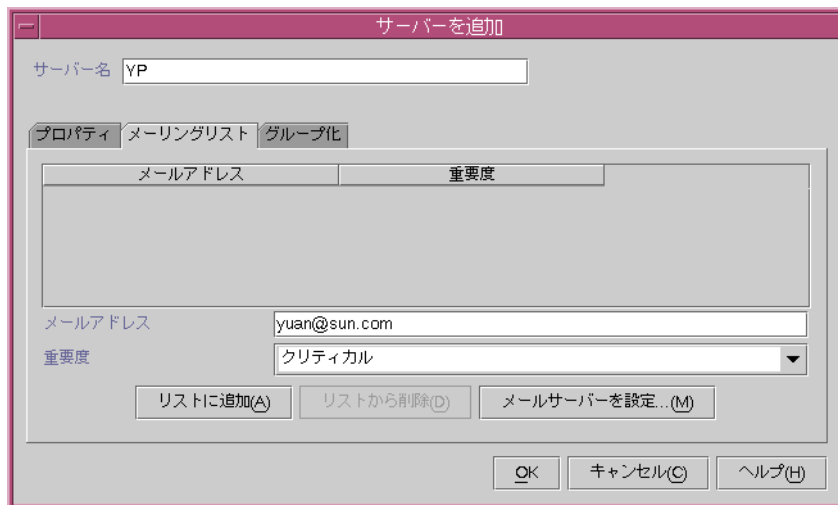 サーバーを追加
サーバー名 YP
プロパティ メーリングリスト グループ化
メールアドレス 重要度
メールアドレス yuan@sun.com
重要度 クリティカル
リストに追加(A) リストから削除(D) メールサーバーを設定...(M)
OK キャンセル(C) ヘルプ(H)